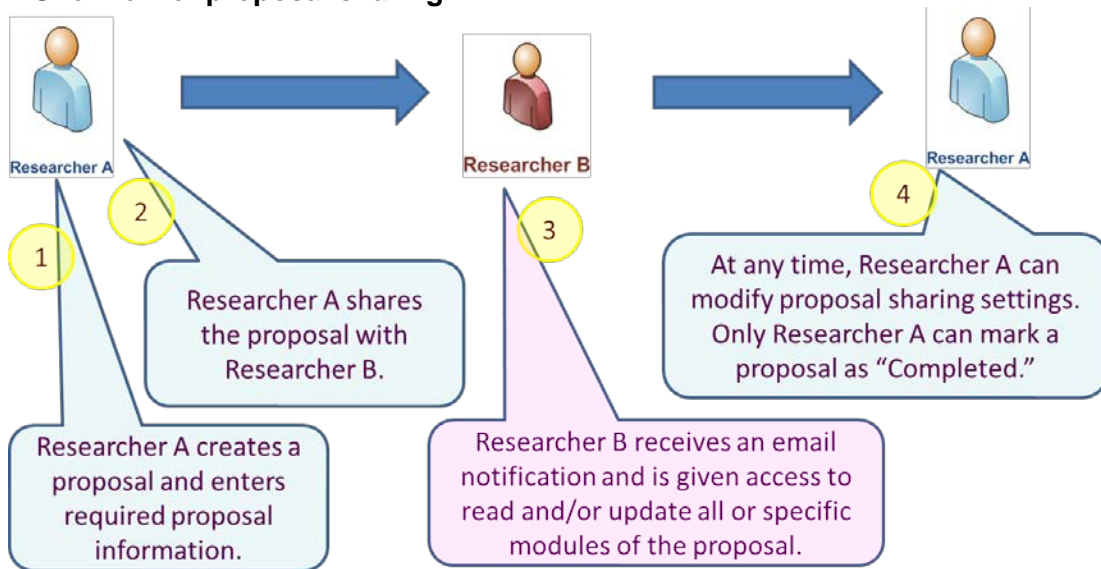 Researcher A
Researcher B
Researcher A
1
2
3
4
Researcher A creates a
proposal and enters
required proposal
information.
Researcher A shares
the proposal with
Researcher B.
Researcher B receives an email
notification and is given access to
read and/or update all or specific
modules of the proposal.
At any time, Researcher A can
modify proposal sharing settings.
Only Researcher A can mark a
proposal as “Completed.”